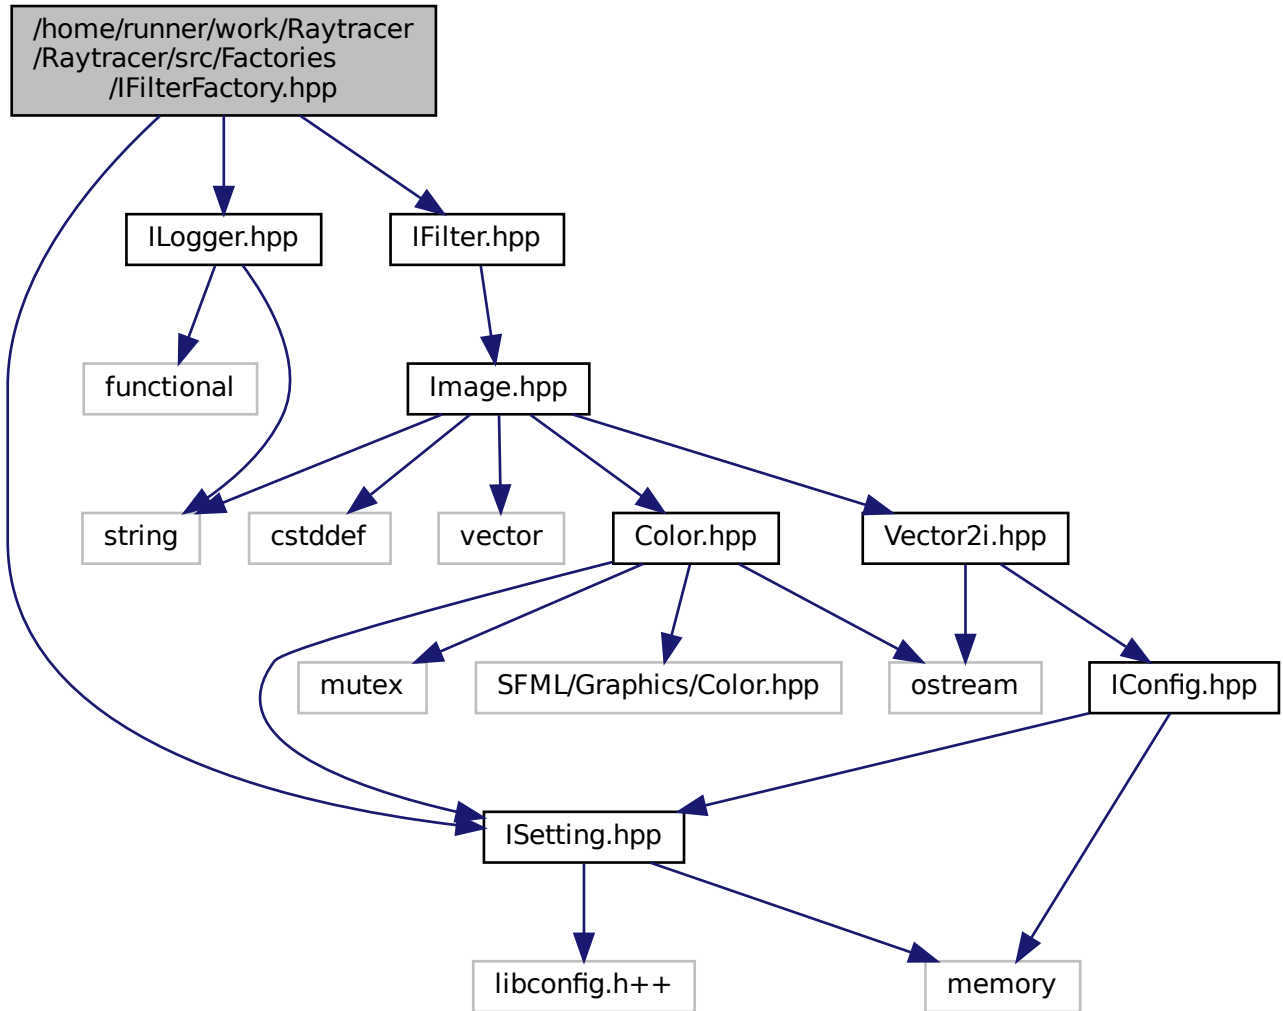 /home/runner/work/Raytracer
/Raytracer/src/Factories
/IFilterFactory.hpp
ILogger.hpp
IFilter.hpp
functional
Image.hpp
string
cstddef
vector
Color.hpp
Vector2i.hpp
mutex
SFML/Graphics/Color.hpp
ostream
IConfig.hpp
ISetting.hpp
libconfig.h++
memory